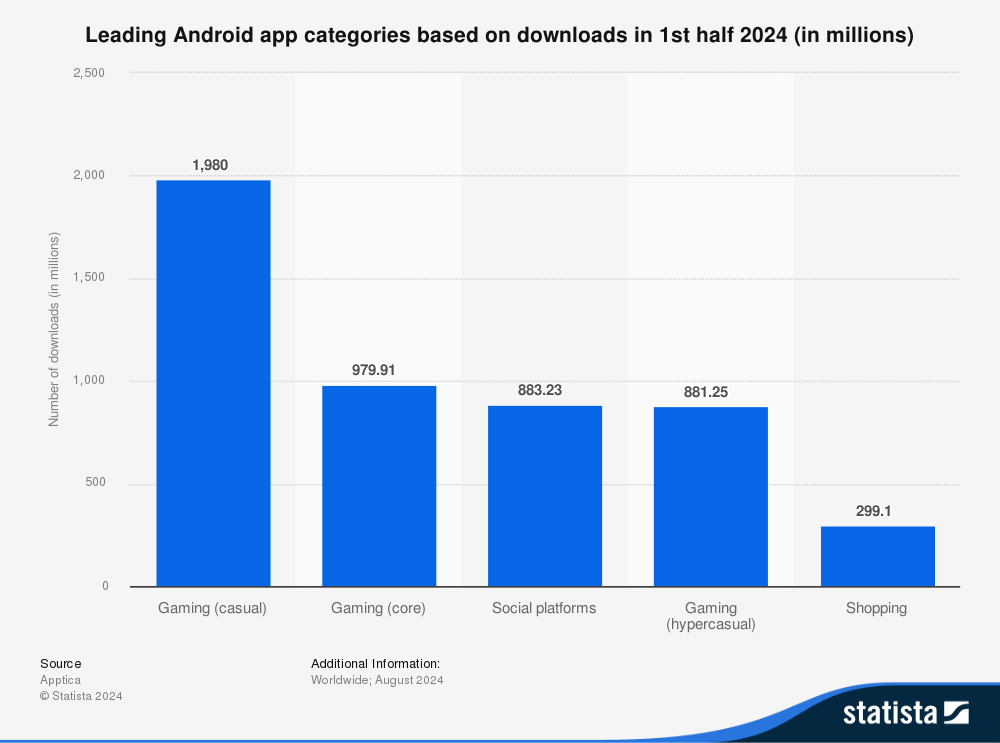 Leading Android app categories based on downloads in 1st half 2024 (in millions)
Number of downloads (in millions)
2,500
2,000
1,500
1,000
500
0
1,980
979.91
883.23
881.25
299.1
Gaming (casual)
Gaming (core)
Social platforms
Gaming
(hypercasual)
Shopping
Source
Apptica
© Statista 2024
Additional Information:
Worldwide; August 2024
statista